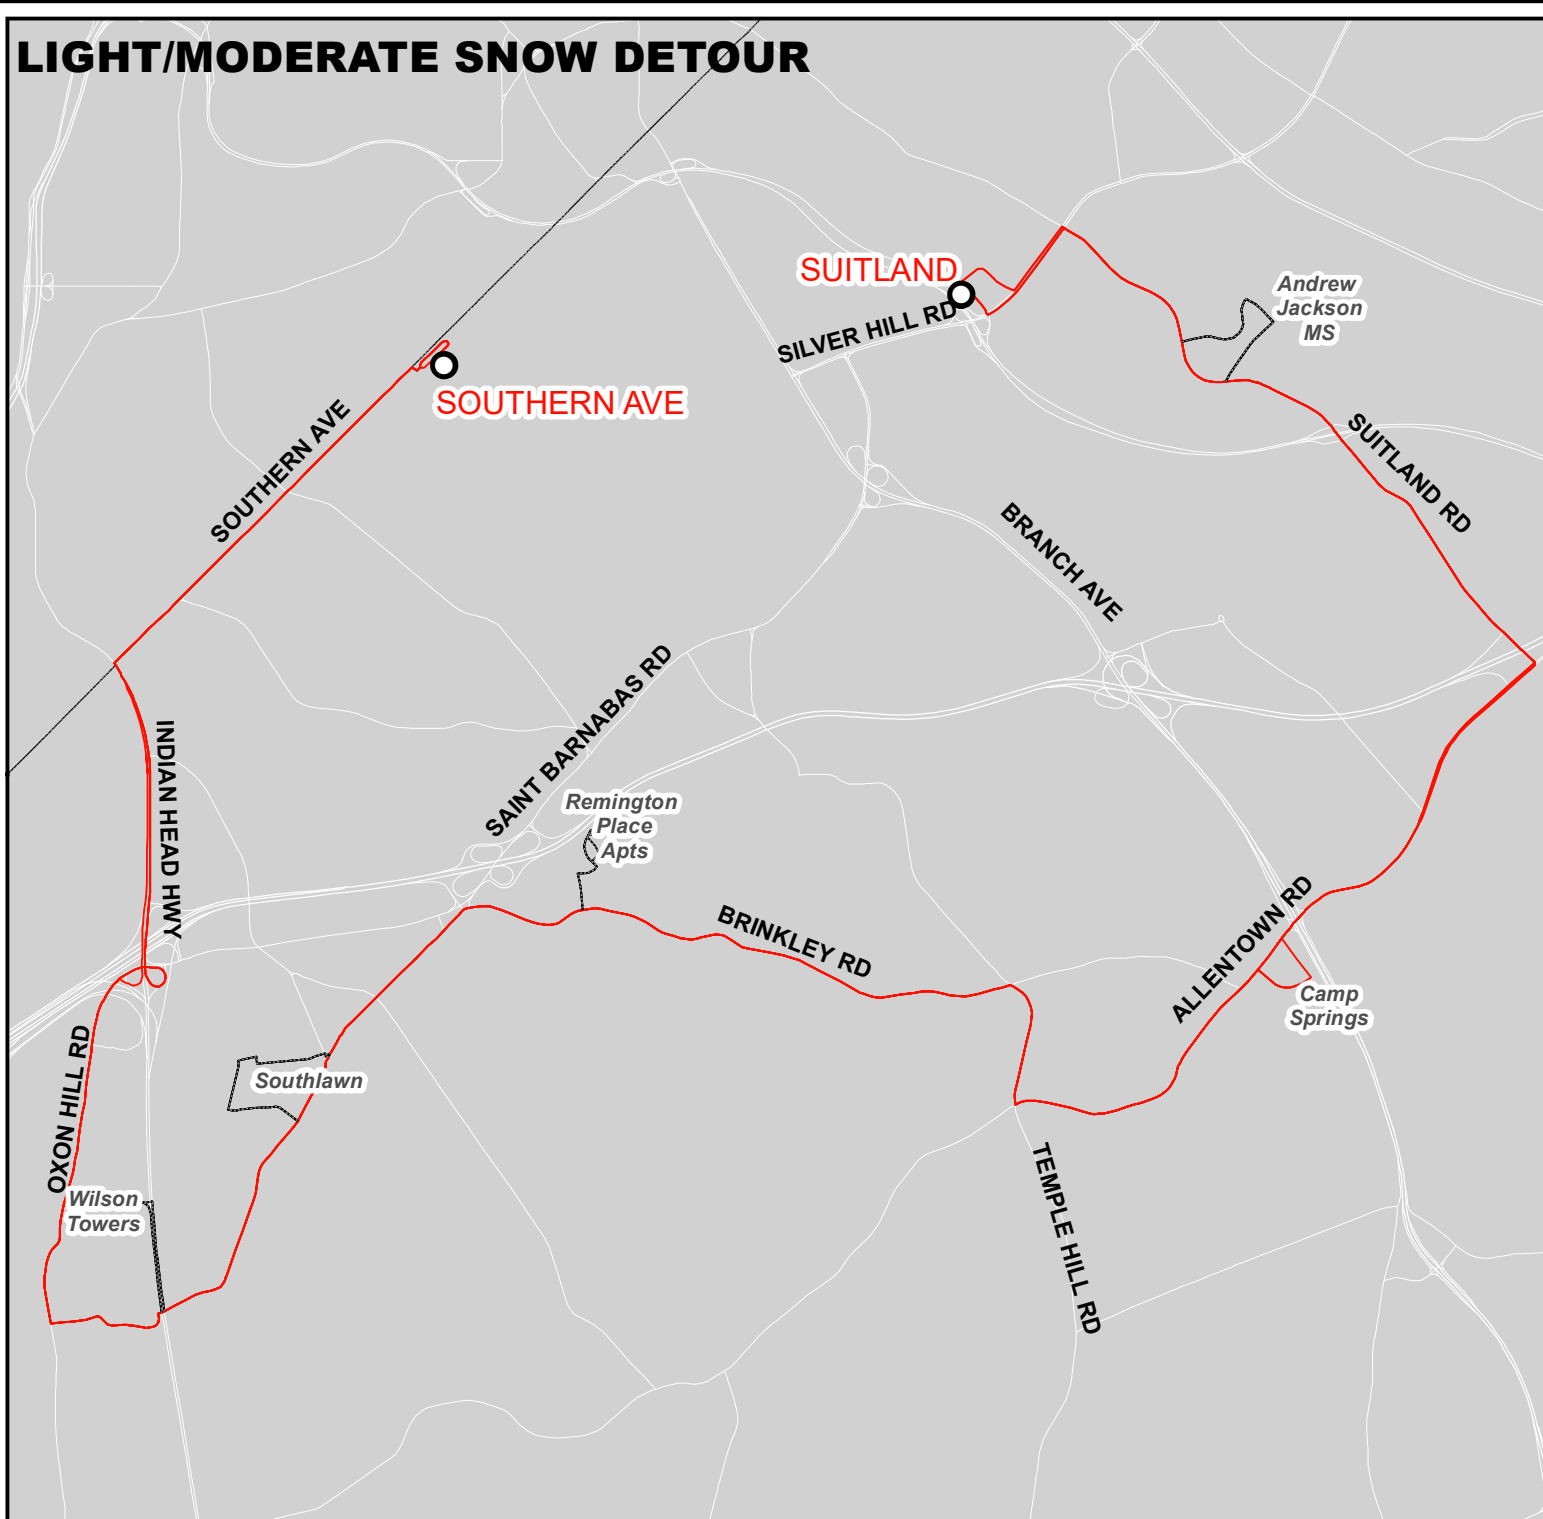 LIGHT/MODERATE SNOW DETOUR
SUITLAND
Andrew
Jackson
MS
SILVER HILL RD
SOUTHERN AVE
SOUTHERN AVE
SUITLAND RD
BRANCH AVE
SAINT BARNABAS RD
INDIAN HEAD HWY
Remington
Place
Apts
BRINKLEY RD
ALLENTOWN RD
Camp
Springs
OXON HILL RD
Southlawn
Wilson
Towers
TEMPLE HILL RD